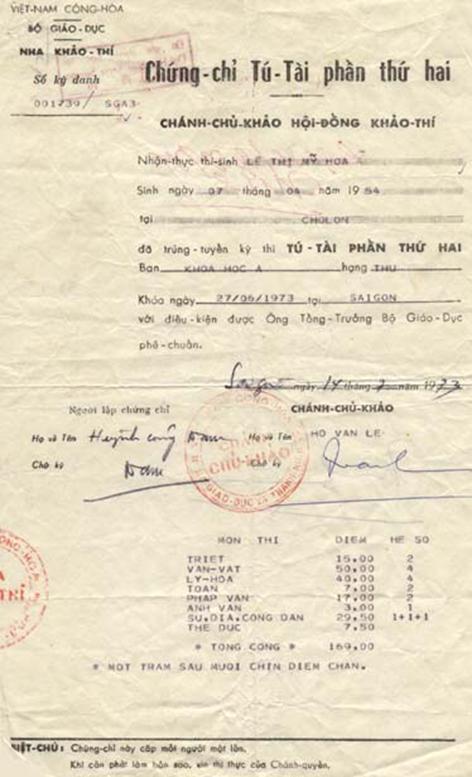 VIỆT-NAM CỘNG-HÒA
BỘ GIÁO-DỤC
NHA KHẢO-THÍ
Số ký danh
001739/ SGA3
Chứng-chỉ Tú-Tài phần thứ hai
CHÁNH-CHỦ-KHẢO HỘI-ĐỒNG KHẢO-THÍ
Nhận-thực thí-sinh LÊ THỊ MỸ HOA
Sinh ngày 07 tháng 04 năm 1954
tại CHOLON
đã trúng-tuyển kỳ thi TÚ-TÀI PHẦN THỨ HAI
Ban KHOA HOC A hạng THU
Khóa ngày 27/06/1973 tại SAIGON
với điều-kiện được Ông Tổng-Trưởng Bộ Giáo-Dục
phê-chuẩn.
Saigon ngày 14 tháng 7 năm 1973
Người lập chứng chỉ
CHÁNH-CHỦ-KHẢO
Họ và Tên Huỳnh công Nam Họ và Tên HO VAN LE
Chữ ký Nam Chữ ký
CHÁNH
CHỦ-KHẢO
MON THI DIEM HE SO
TRIET 15.00 2
VAN-VAT 50.00 4
LY-HOA 40.00 4
TOAN 7.00 2
PHAP VAN 17.00 2
ANH VAN 3.00 1
SU.DIA.CONG DAN 29.50 1+1+1
THE DUC 7.50
* TONG CONG * 169.00
* MOT TRAM SAU MUOI CHIN DIEM CHAN.
BIỆT-CHÚ : Chứng-chỉ này cấp mỗi người một lần.
Khi cần phát làm bản sao, xin thị thực của Chánh-quyền.